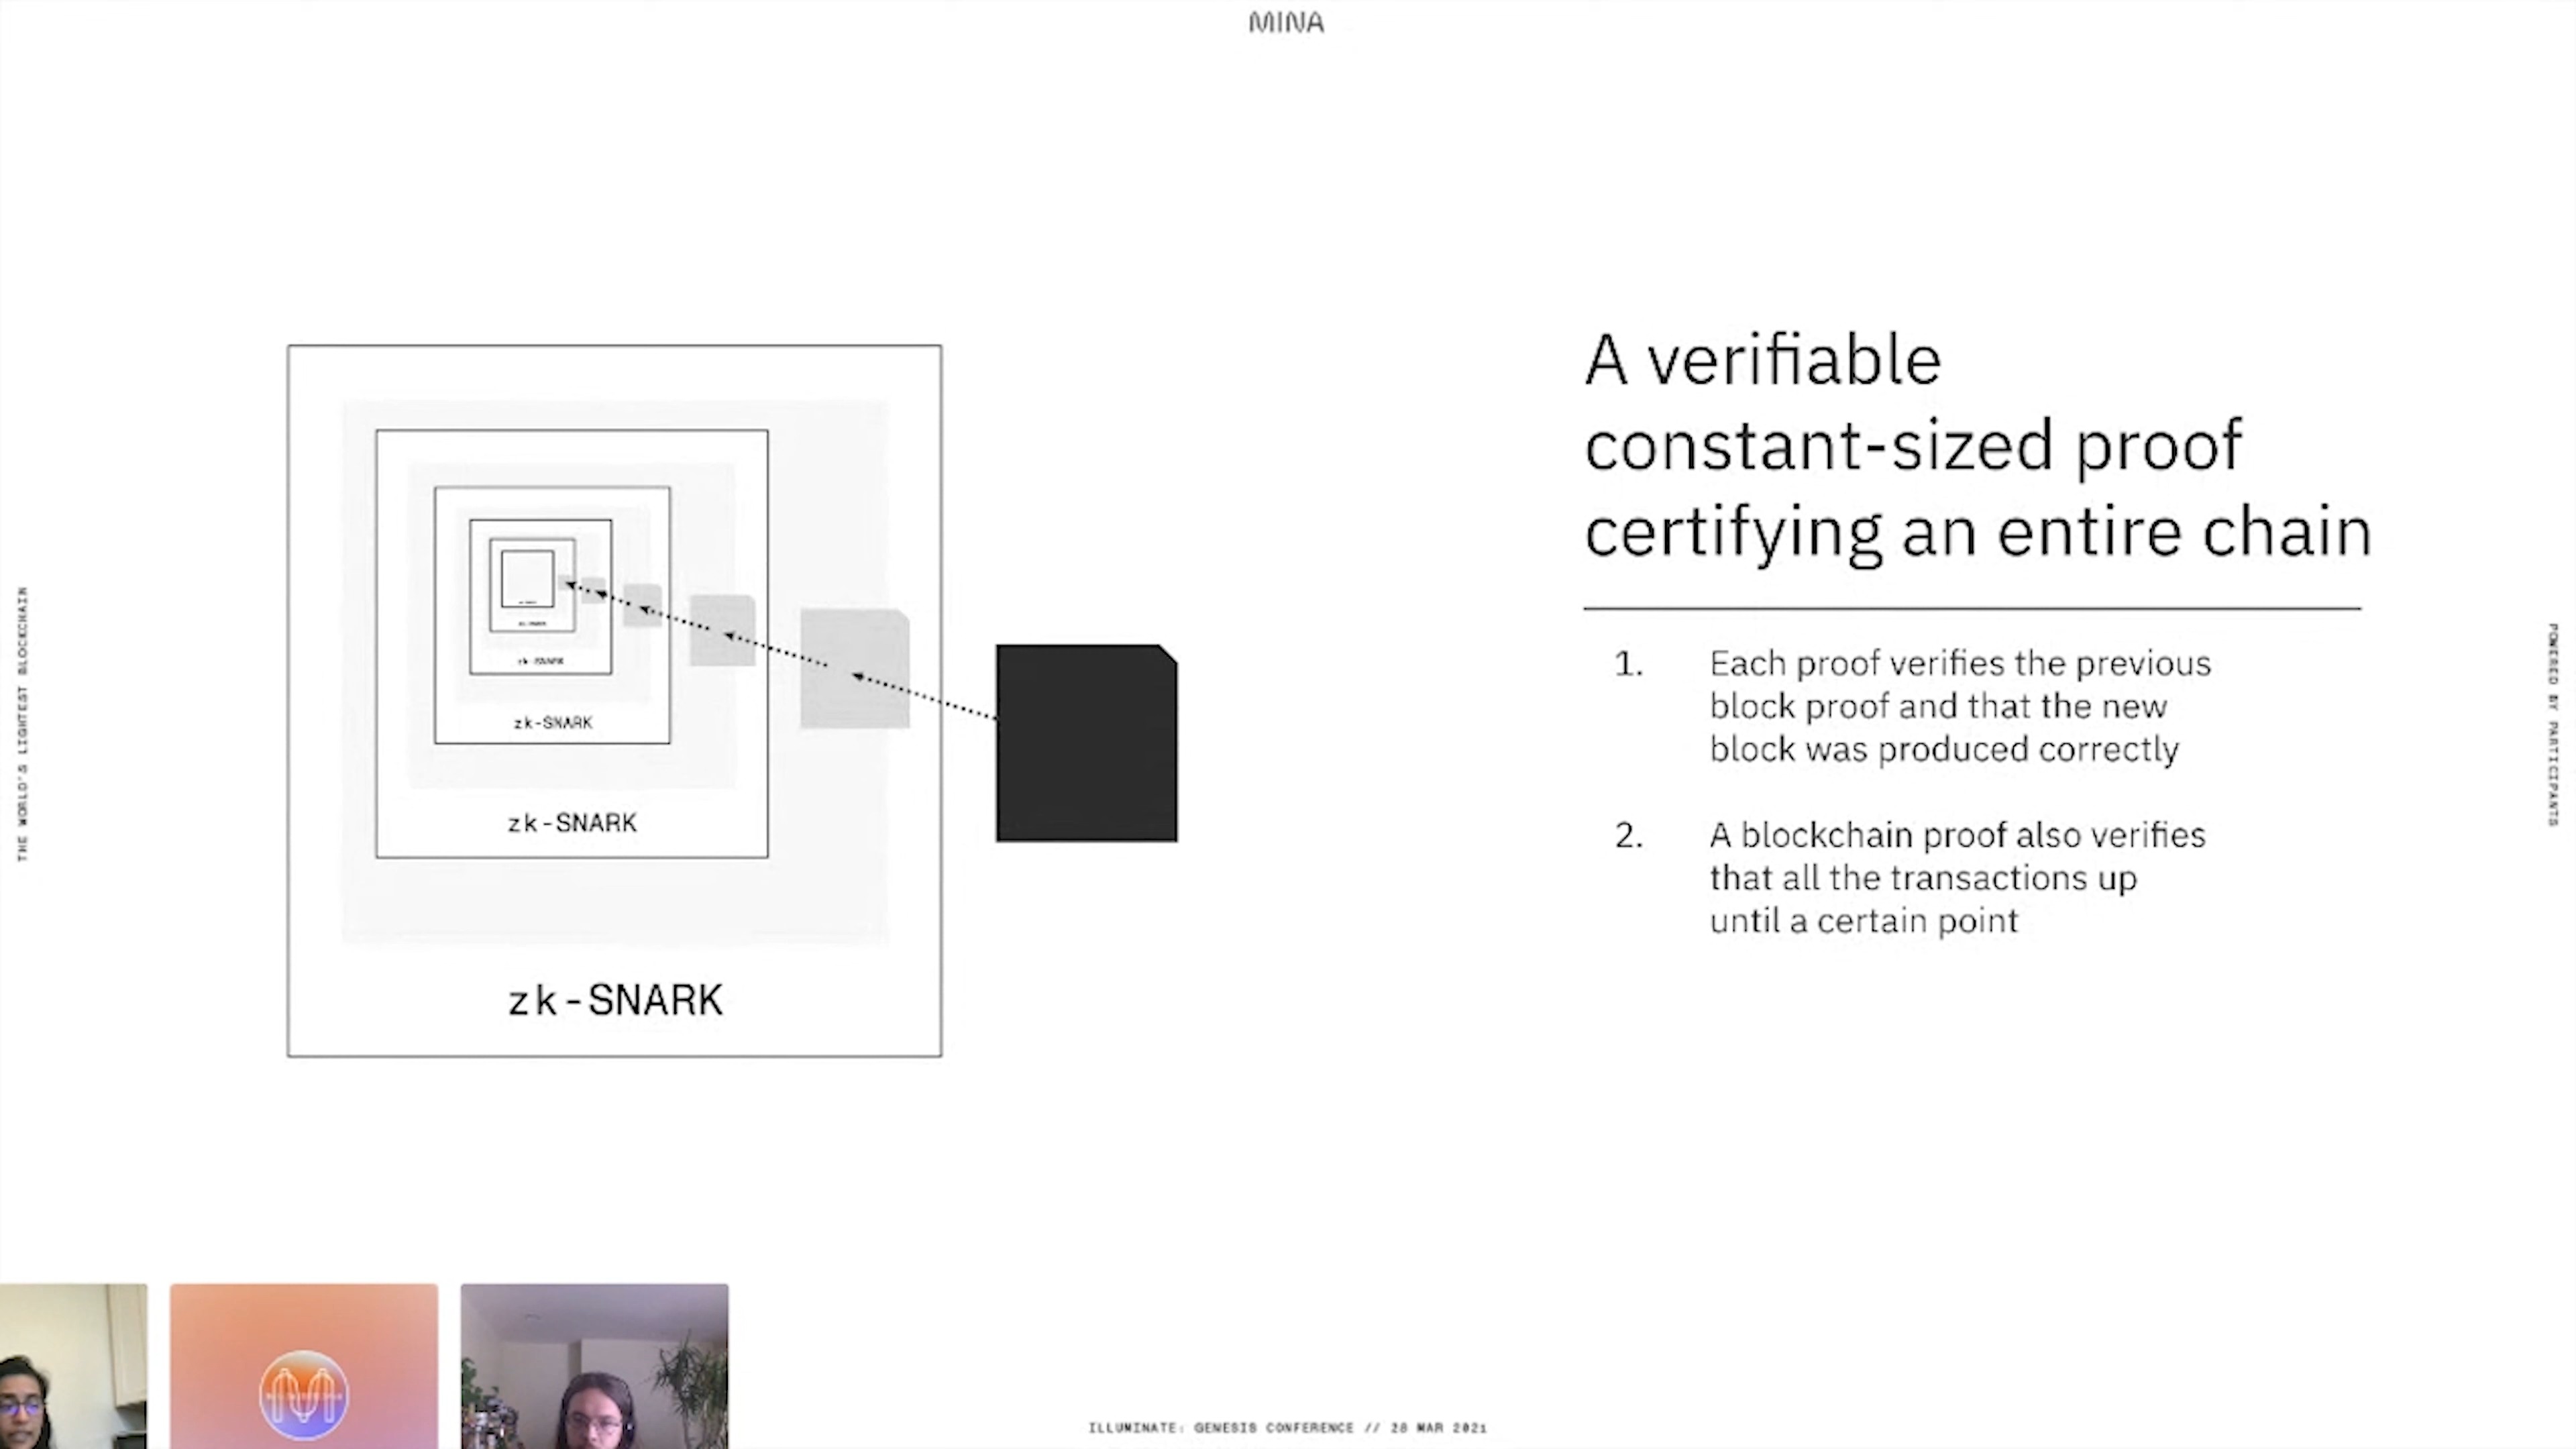 MINA
THE WORLD'S LIGHTEST BLOCKCHAIN
zk-SNARK
zk-SNARK
zk-SNARK
zk-SNARK
A verifiable
constant-sized proof
certifying an entire chain
1. Each proof verifies the previous
block proof and that the new
block was produced correctly
2. A blockchain proof also verifies
that all the transactions up
until a certain point
POWERED BY PARTICIPANTS
ILLUMINATE: GENESIS CONFERENCE // 28 MAR 2021